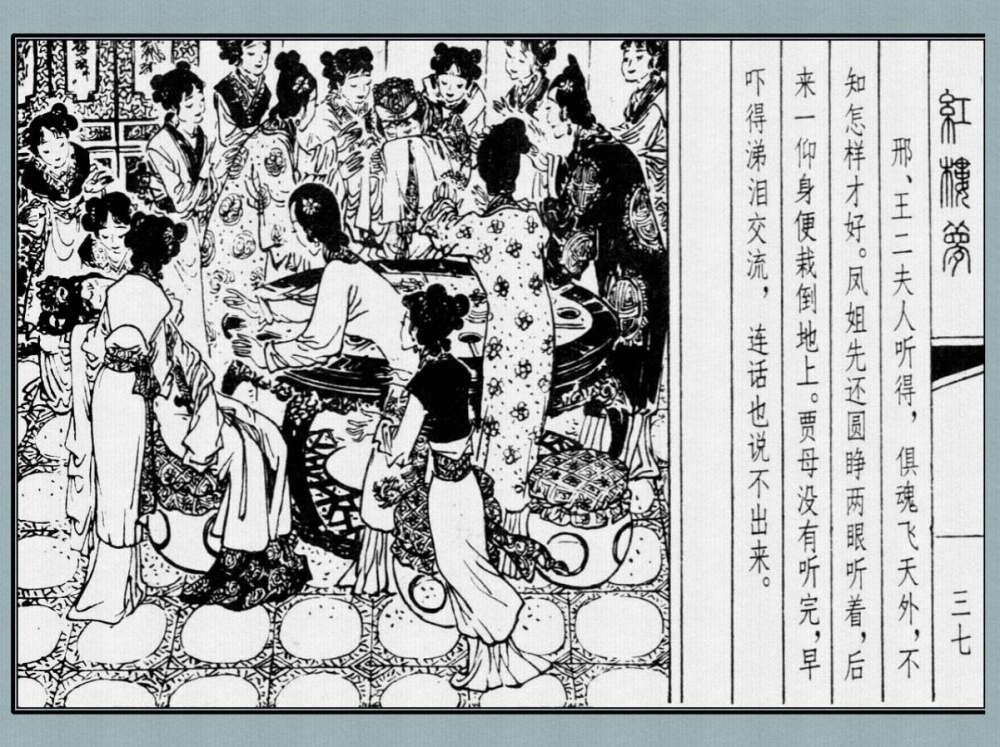 红楼梦
三七
邢、王二夫人听得，俱魂飞天外，不
知怎样才好。凤姐先还圆睁两眼听着，后
来一仰身便栽倒地上。贾母没有听完，早
吓得涕泪交流，连话也说不出来。